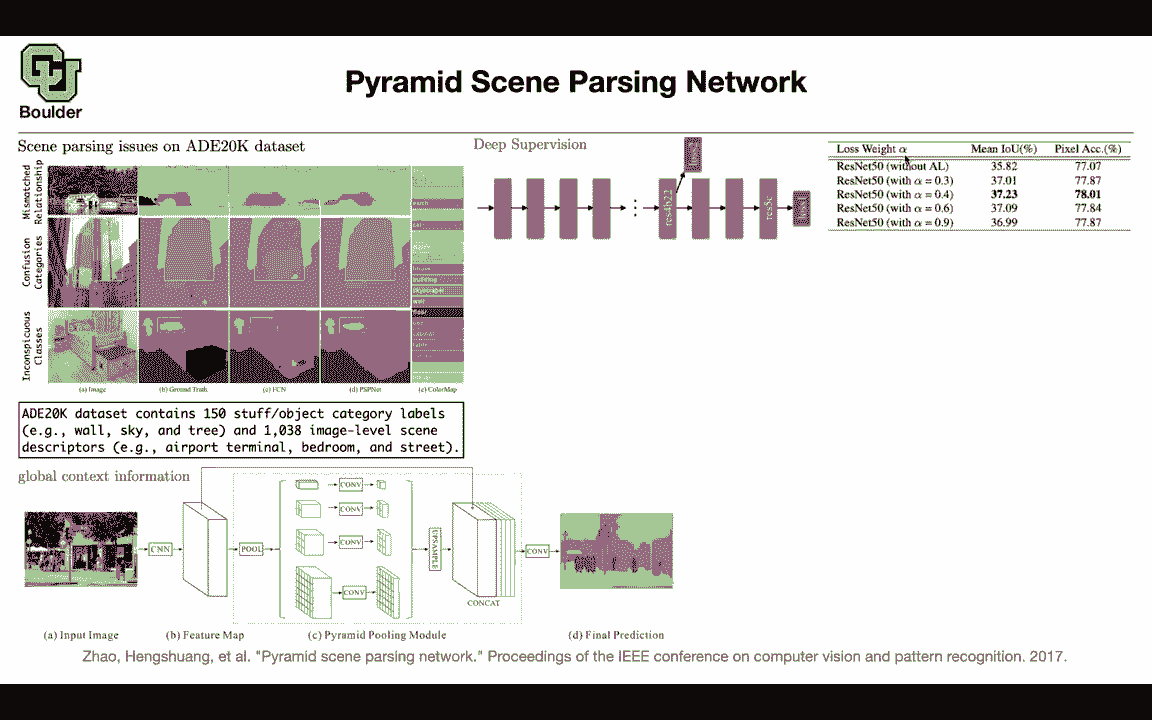 Boulder
Pyramid Scene Parsing Network
Scene parsing issues on ADE20K dataset
Mismatched
Relationship
Confusion
Categories
Inconspicuous
Classes
(a) Image
(b) Ground Truth
(c) FCN
(d) PSPNet
(e) ColorMap
ADE20K dataset contains 150 stuff/object category labels
(e.g., wall, sky, and tree) and 1,038 image-level scene
descriptors (e.g., airport terminal, bedroom, and street).
Deep Supervision
res4b22
res5c
Loss Weight α Mean IoU(%) Pixel Acc.(%)
ResNet50 (without AL) 35.82 77.07
ResNet50 (with α = 0.3) 37.01 77.87
ResNet50 (with α = 0.4) 37.23 78.01
ResNet50 (with α = 0.6) 37.09 77.84
ResNet50 (with α = 0.9) 36.99 77.87
global context information
CNN
POOL
CONV
CONV
CONV
CONV
UPSAMPLE
CONCAT
CONV
(a) Input Image
(b) Feature Map
(c) Pyramid Pooling Module
(d) Final Prediction
Zhao, Hengshuang, et al. "Pyramid scene parsing network." Proceedings of the IEEE conference on computer vision and pattern recognition. 2017.